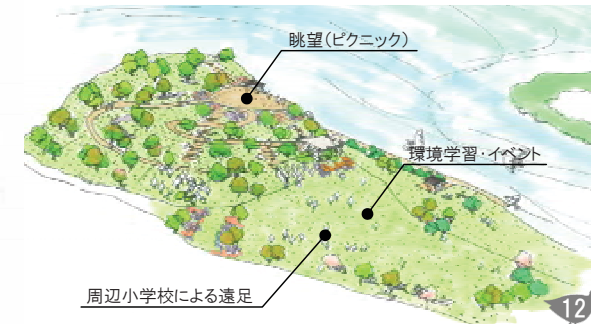 眺望（ピクニック）
環境学習・イベント
周辺小学校による遠足
12